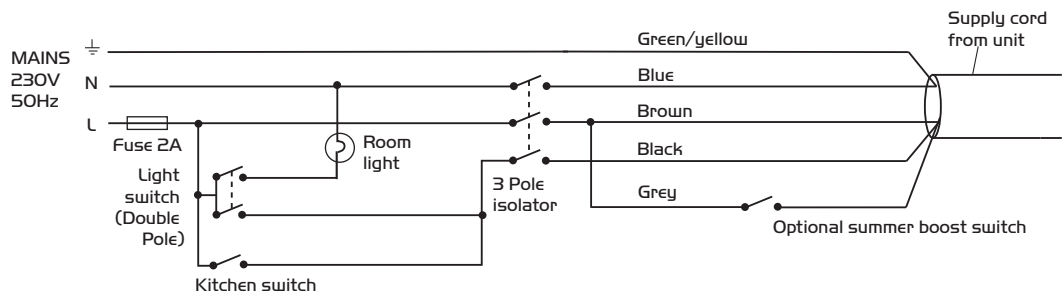 Supply cord
from unit
Green/yellow
MAINS
230V
50Hz
N
Blue
L
Brown
Fuse 2A
Room
light
Black
Light
switch
(Double
Pole)
3 Pole
isolator
Grey
Optional summer boost switch
Kitchen switch